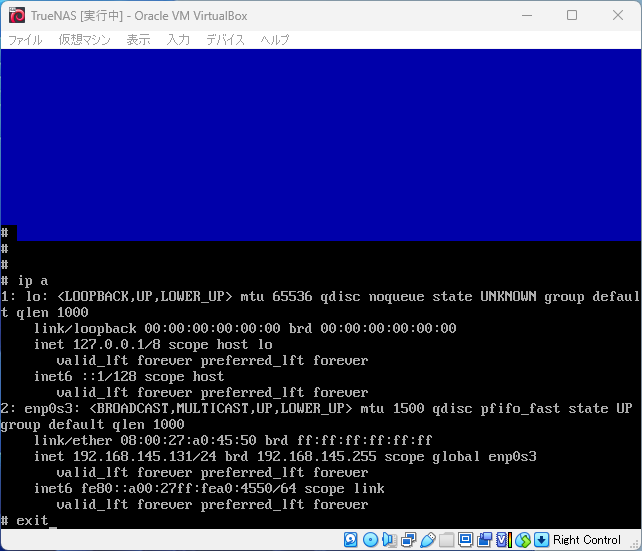 TrueNAS [実行中] - Oracle VM VirtualBox
ファイル 仮想マシン 表示 入力 デバイス ヘルプ
#
#
#
# ip a
1: lo: <LOOPBACK,UP,LOWER_UP> mtu 65536 qdisc noqueue state UNKNOWN group defaul
t qlen 1000
link/loopback 00:00:00:00:00:00 brd 00:00:00:00:00:00
inet 127.0.0.1/8 scope host lo
valid_lft forever preferred_lft forever
inet6 ::1/128 scope host
valid_lft forever preferred_lft forever
2: enp0s3: <BROADCAST,MULTICAST,UP,LOWER_UP> mtu 1500 qdisc pfifo_fast state UP
group default qlen 1000
link/ether 08:00:27:a0:45:50 brd ff:ff:ff:ff:ff:ff
inet 192.168.145.131/24 brd 192.168.145.255 scope global enp0s3
valid_lft forever preferred_lft forever
inet6 fe80::a00:27ff:fea0:4550/64 scope link
valid_lft forever preferred_lft forever
# exit_
Right Control